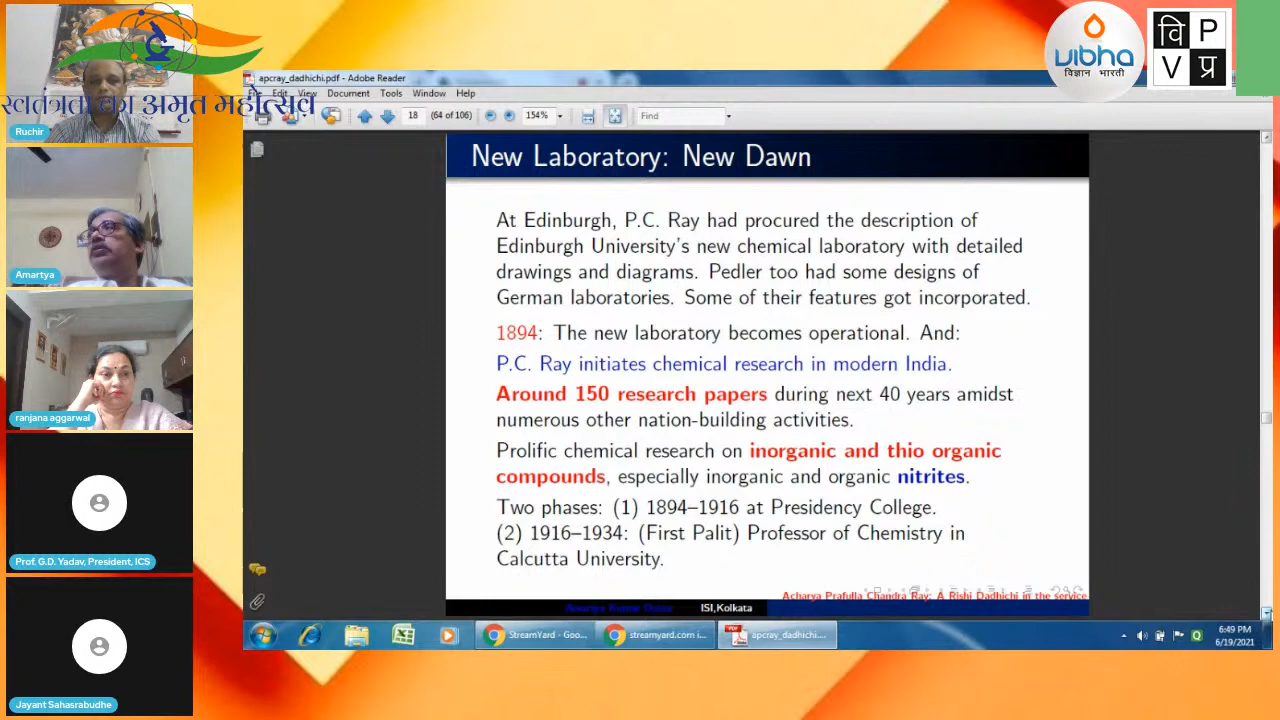 स्वतंत्रता का अमृत महोत्सव
Ruchir
Amartya
ranjana aggarwal
Prof. G.D. Yadav, President, ICS
Jayant Sahasrabudhe
vibha
विज्ञान भारती
वि P
V प्र
apcray_dadhichi.pdf - Adobe Reader
Edit View Document Tools Window Help
18 (64 of 106) 154% Find
New Laboratory: New Dawn
At Edinburgh, P.C. Ray had procured the description of
Edinburgh University's new chemical laboratory with detailed
drawings and diagrams. Pedler too had some designs of
German laboratories. Some of their features got incorporated.
1894: The new laboratory becomes operational. And:
P.C. Ray initiates chemical research in modern India.
Around 150 research papers during next 40 years amidst
numerous other nation-building activities.
Prolific chemical research on inorganic and thio organic
compounds, especially inorganic and organic nitrites.
Two phases: (1) 1894–1916 at Presidency College.
(2) 1916–1934: (First Palit) Professor of Chemistry in
Calcutta University.
Acharya Prafulla Chandra Ray: A Rishi Dadhichi in the service
Amartya Kumar Dutta ISI,Kolkata
StreamYard - Goo... streamyard.com i... apcray_dadhichi....
6:49 PM
6/19/2021